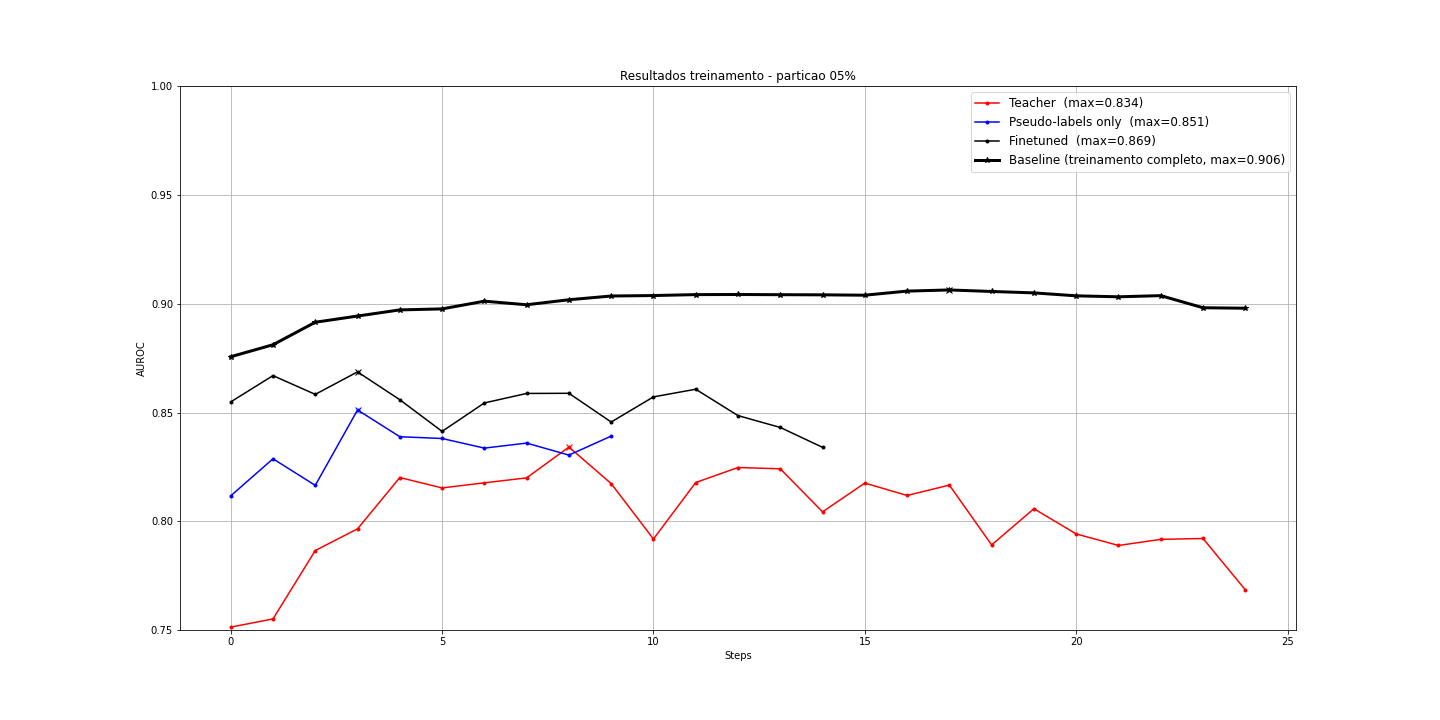 Resultados treinamento - particao 05%
1.00
0.95
0.90
0.85
0.80
0.75
AUROC
Teacher  (max=0.834)
Pseudo-labels only  (max=0.851)
Finetuned  (max=0.869)
Baseline (treinamento completo, max=0.906)
0 5 10 15 20 25
Steps